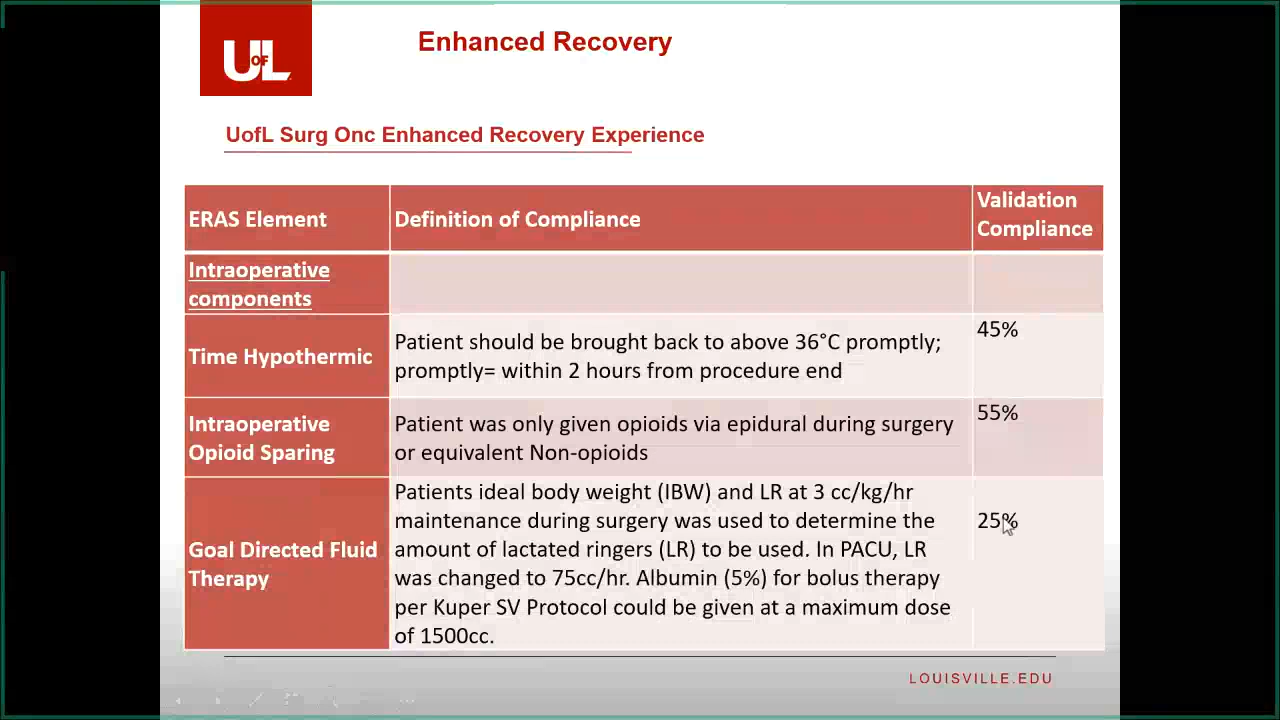 UOFL
Enhanced Recovery
UofL Surg Onc Enhanced Recovery Experience
ERAS Element
Definition of Compliance
Validation
Compliance
Intraoperative
components
Time Hypothermic
Patient should be brought back to above 36°C promptly;
promptly= within 2 hours from procedure end
45%
Intraoperative
Opioid Sparing
Patient was only given opioids via epidural during surgery
or equivalent Non-opioids
55%
Goal Directed Fluid
Therapy
Patients ideal body weight (IBW) and LR at 3 cc/kg/hr
maintenance during surgery was used to determine the
amount of lactated ringers (LR) to be used. In PACU, LR
was changed to 75cc/hr. Albumin (5%) for bolus therapy
per Kuper SV Protocol could be given at a maximum dose
of 1500cc.
25%
LOUISVILLE.EDU